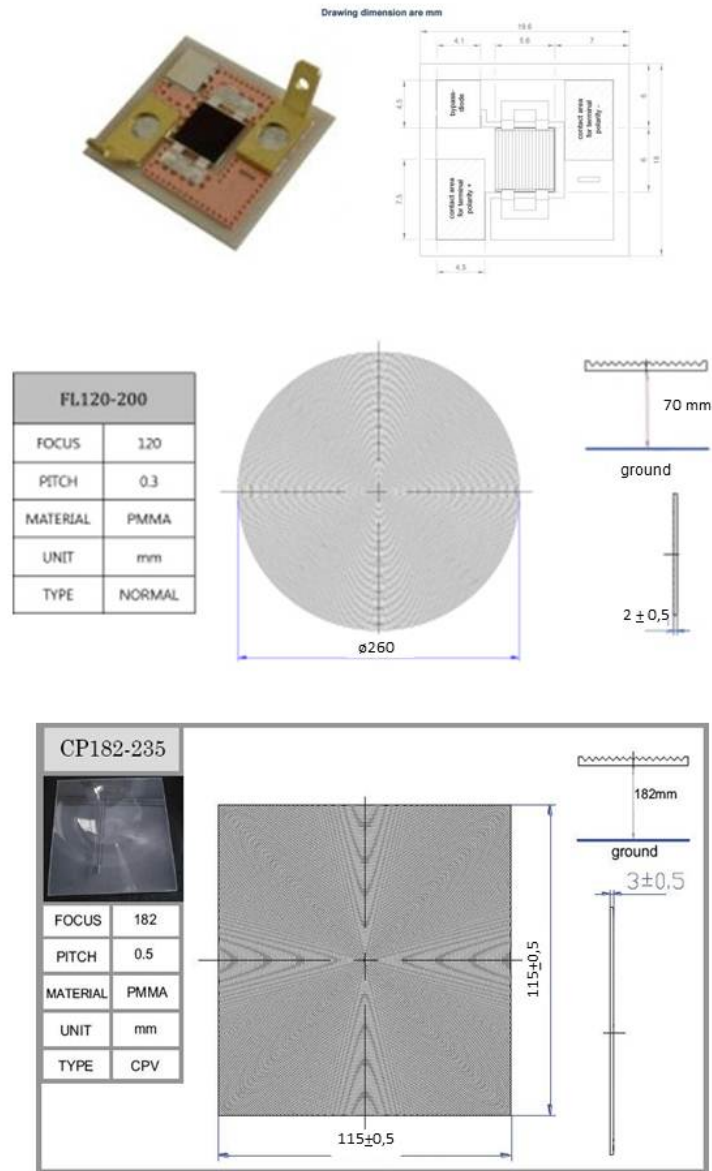 Drawing dimension are mm
19.6
4.1
5.6
7
4.5
bypass-
diode
contact area
for terminal
polarity -
6
6
18
7.5
contact area
for terminal
polarity +
4.5
FL120-200
FOCUS 120
PITCH 0.3
MATERIAL PMMA
UNIT mm
TYPE NORMAL
70 mm
ground
2 ± 0,5
ø260
CP182-235
182mm
ground
3±0.5
FOCUS 182
PITCH 0.5
MATERIAL PMMA
UNIT mm
TYPE CPV
115±0,5
115±0,5